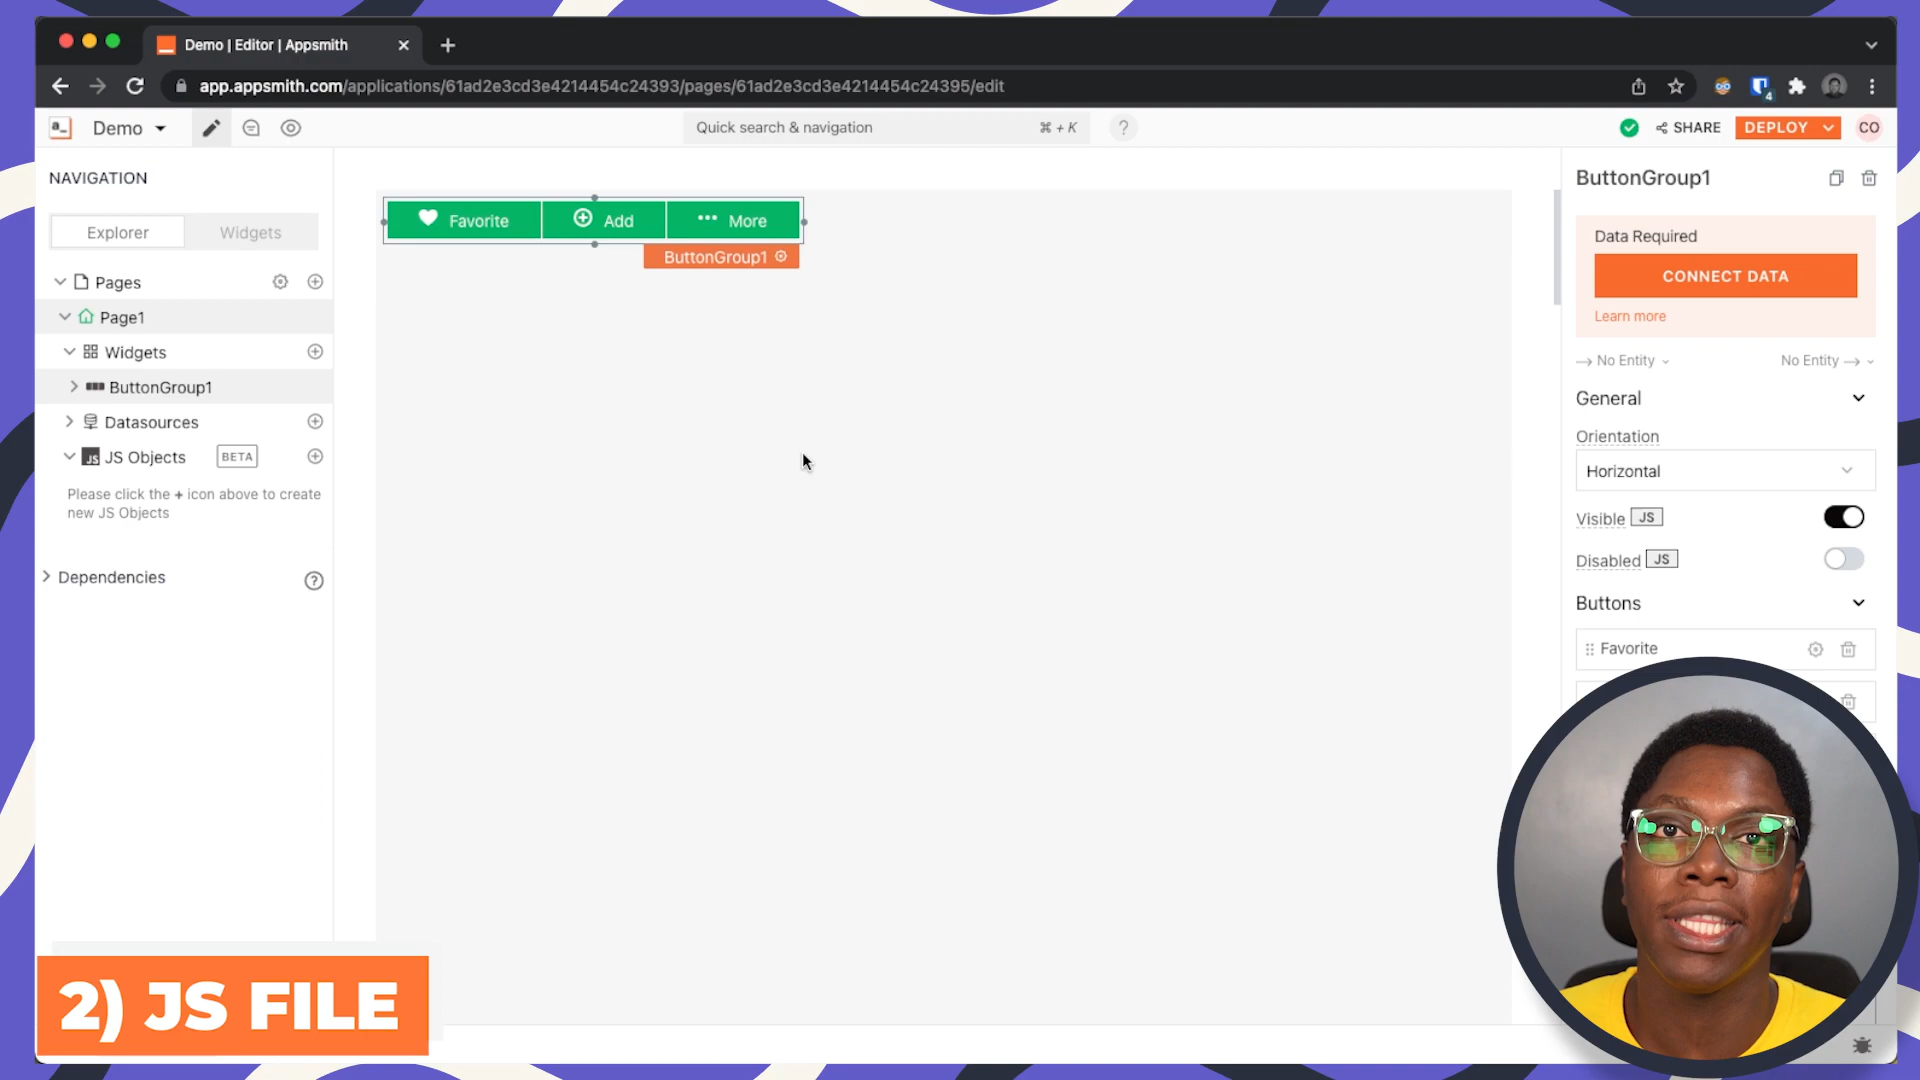 Demo | Editor | Appsmith
app.appsmith.com/applications/61ad2e3cd3e4214454c24393/pages/61ad2e3cd3e4214454c24395/edit
4
a_ Demo
Quick search & navigation ⌘ + K ?
SHARE DEPLOY CO
NAVIGATION
Explorer Widgets
Pages
Page1
Widgets
ButtonGroup1
Datasources
JS JS Objects BETA
Please click the + icon above to create
new JS Objects
Dependencies ?
Favorite Add More
ButtonGroup1
ButtonGroup1
Data Required
CONNECT DATA
Learn more
No Entity No Entity
General
Orientation
Horizontal
Visible JS
Disabled JS
Buttons
Favorite
2) JS FILE